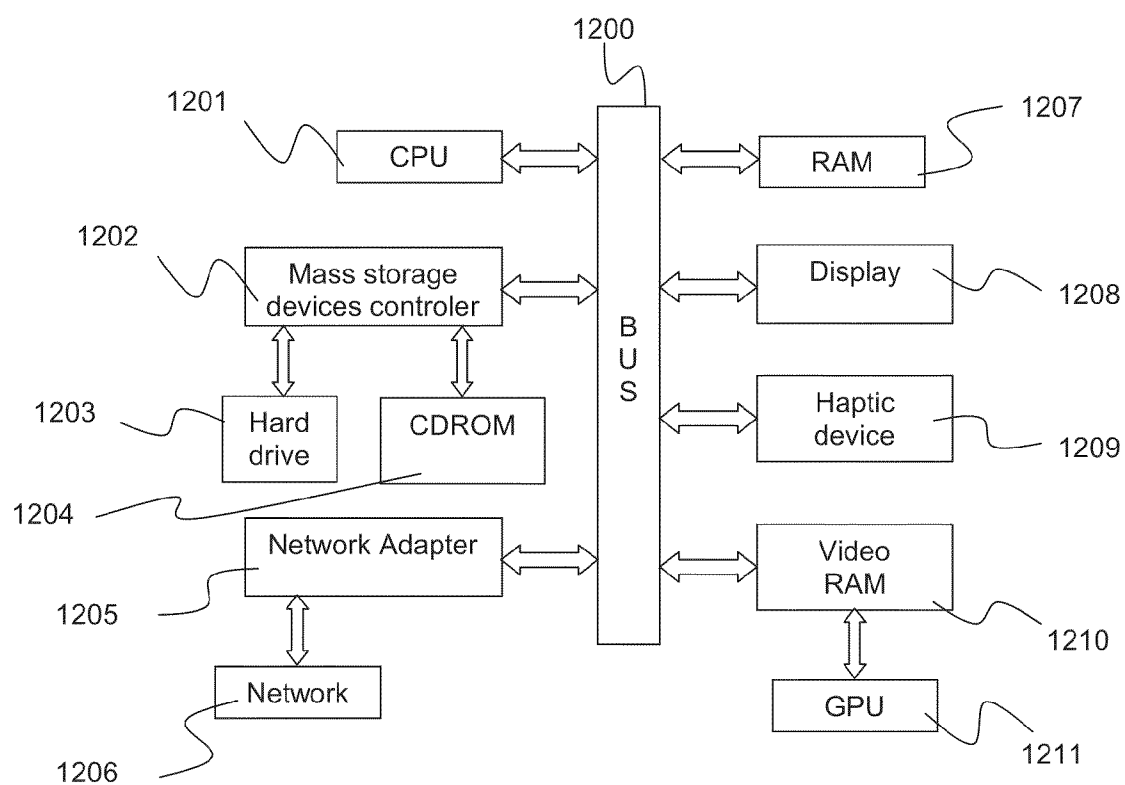 1200
1201
CPU
RAM
1207
1202
Mass storage
devices controler
Display
1208
B
U
S
1203
Hard
drive
CDROM
Haptic
device
1209
1204
Network Adapter
Video
RAM
1205
1210
Network
GPU
1206
1211